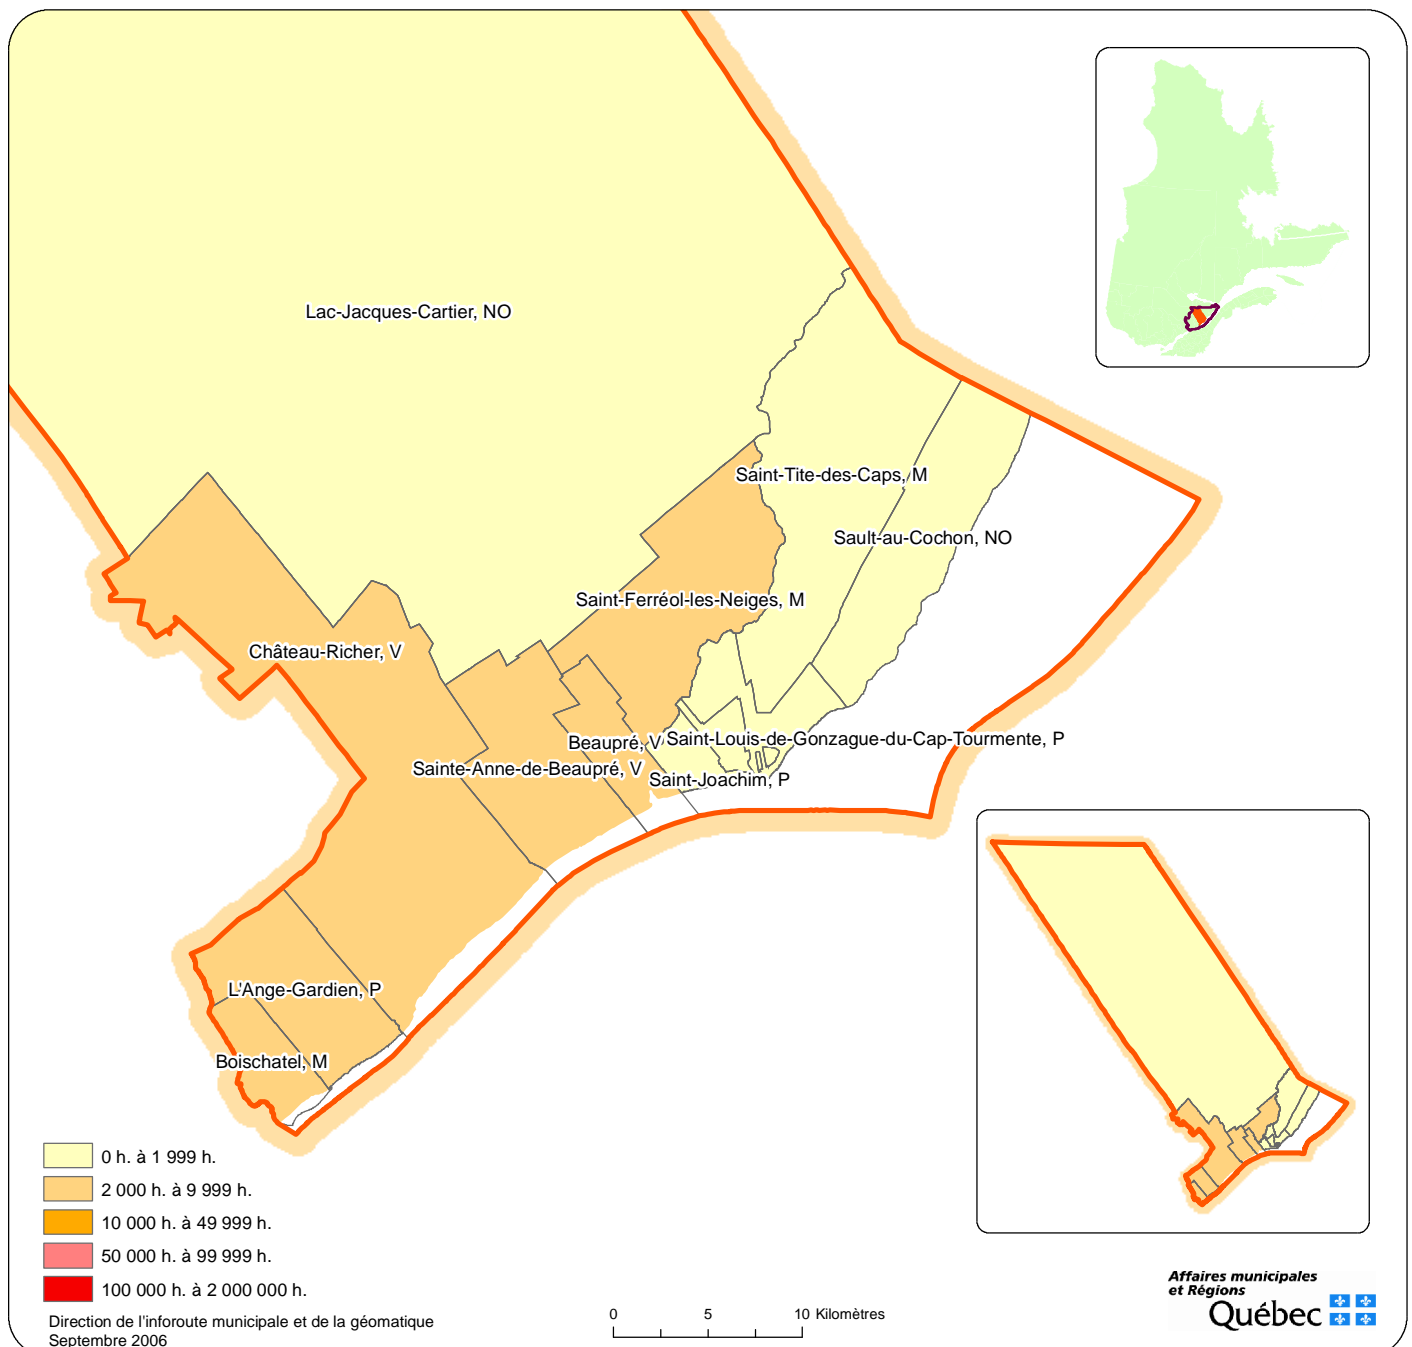 Lac-Jacques-Cartier, NO
Saint-Tite-des-Caps, M
Sault-au-Cochon, NO
Saint-Ferréol-les-Neiges, M
Château-Richer, V
Beaupré, V
Saint-Louis-de-Gonzague-du-Cap-Tourmente, P
Sainte-Anne-de-Beaupré, V
Saint-Joachim, P
L'Ange-Gardien, P
Boischatel, M
0 h. à 1 999 h.
2 000 h. à 9 999 h.
10 000 h. à 49 999 h.
50 000 h. à 99 999 h.
100 000 h. à 2 000 000 h.
Direction de l'inforoute municipale et de la géomatique
Septembre 2006
0 5 10 Kilomètres
Affaires municipales
et Régions
Québec